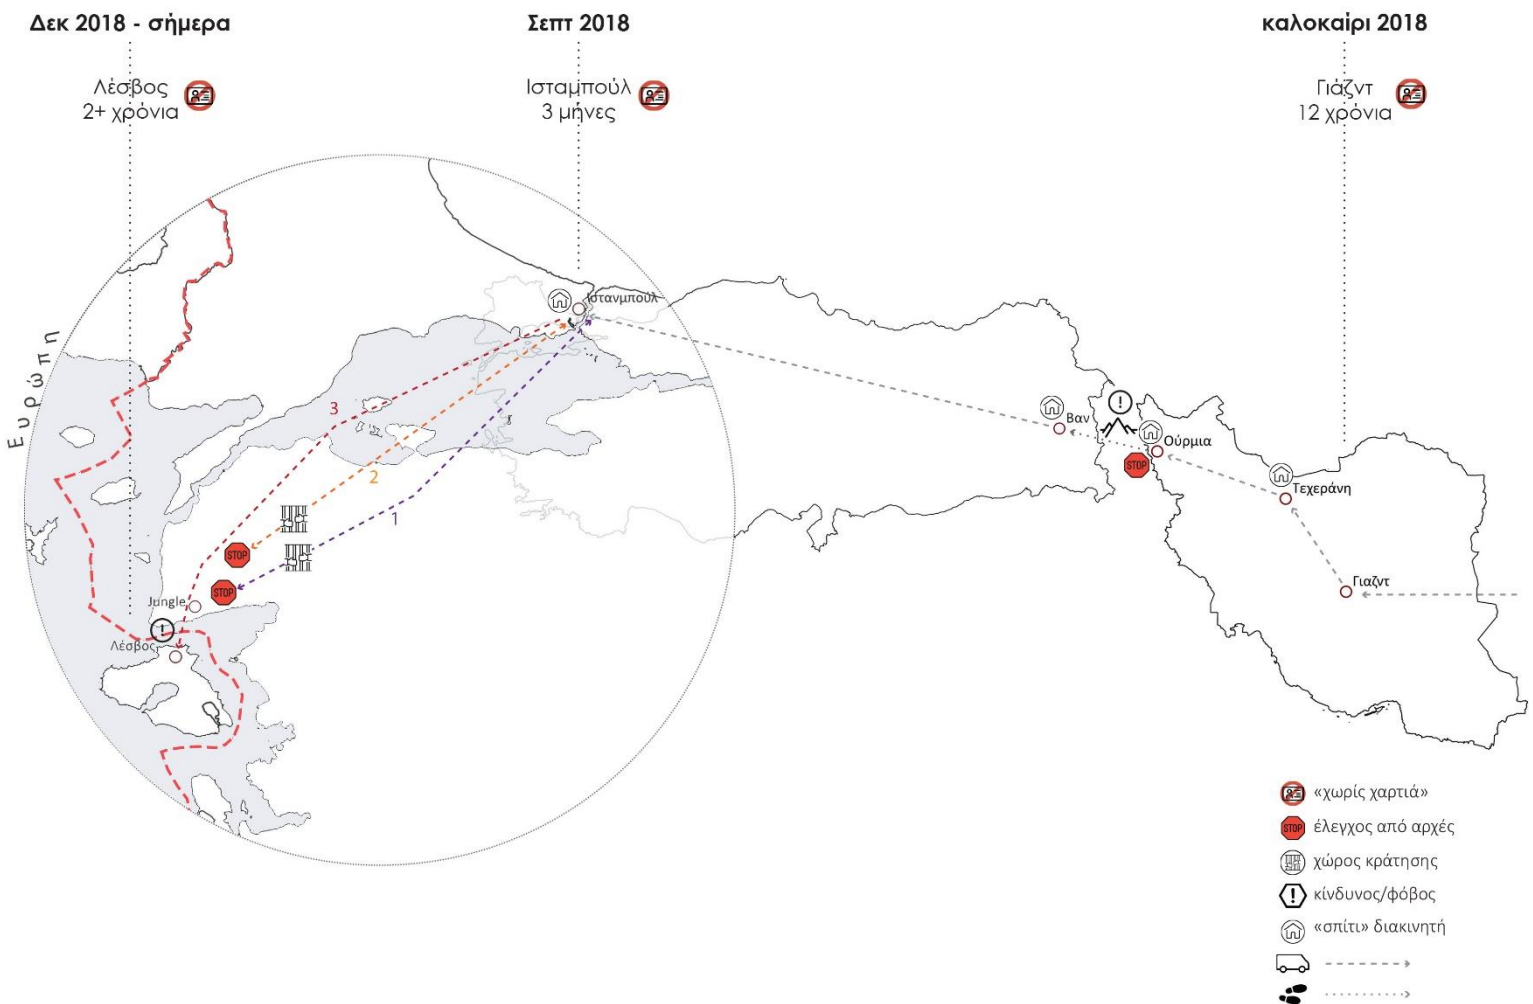 Δεκ 2018 - σήμερα
Σεπτ 2018
καλοκαίρι 2018
Λέσβος
2+ χρόνια
Ισταμπούλ
3 μήνες
Γιάζντ
12 χρόνια
Ευρώπη
Ιστανμπούλ
3
2
1
Βαν
Ούρμια
STOP
Τεχεράνη
STOP
STOP
Γιαζντ
Jungle
Λέσβος
«χωρίς χαρτιά»
STOP έλεγχος από αρχές
χώρος κράτησης
κίνδυνος/φόβος
«σπίτι» διακινητή